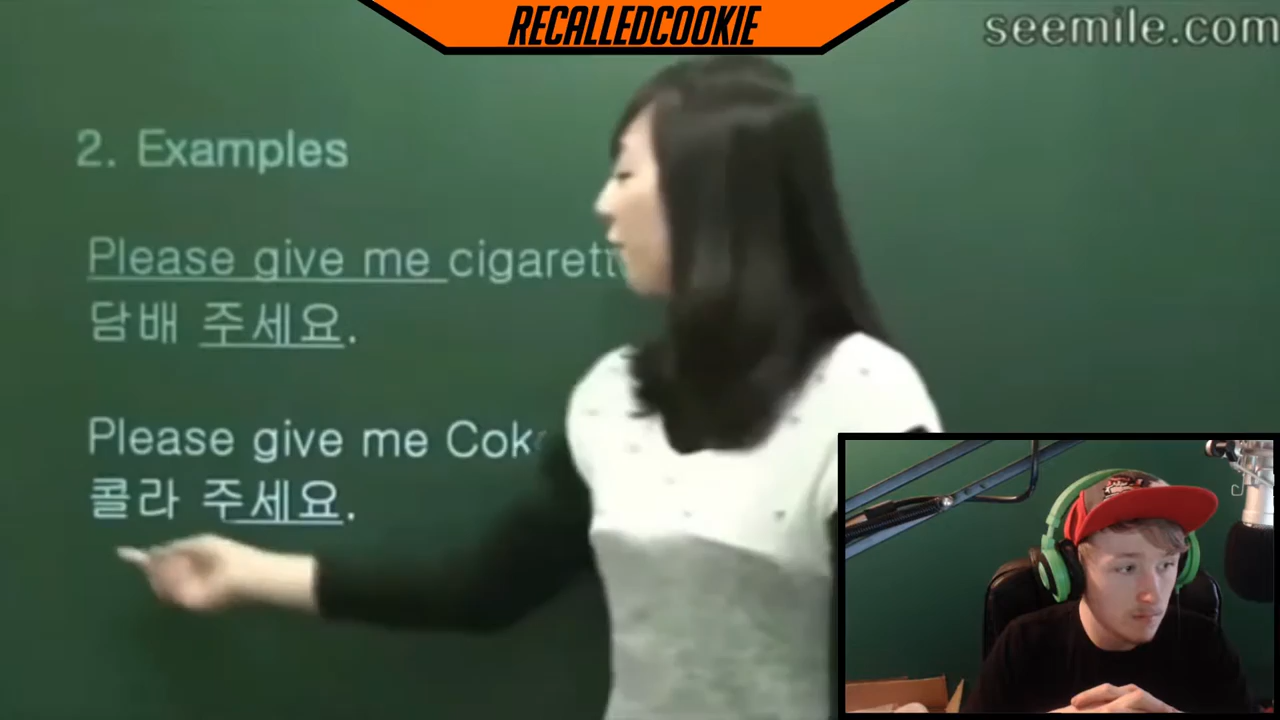 RECALLEDCOOKIE
seemile.com
2. Examples
Please give me
담배 주세요.
Please give me
콜라 주세요.